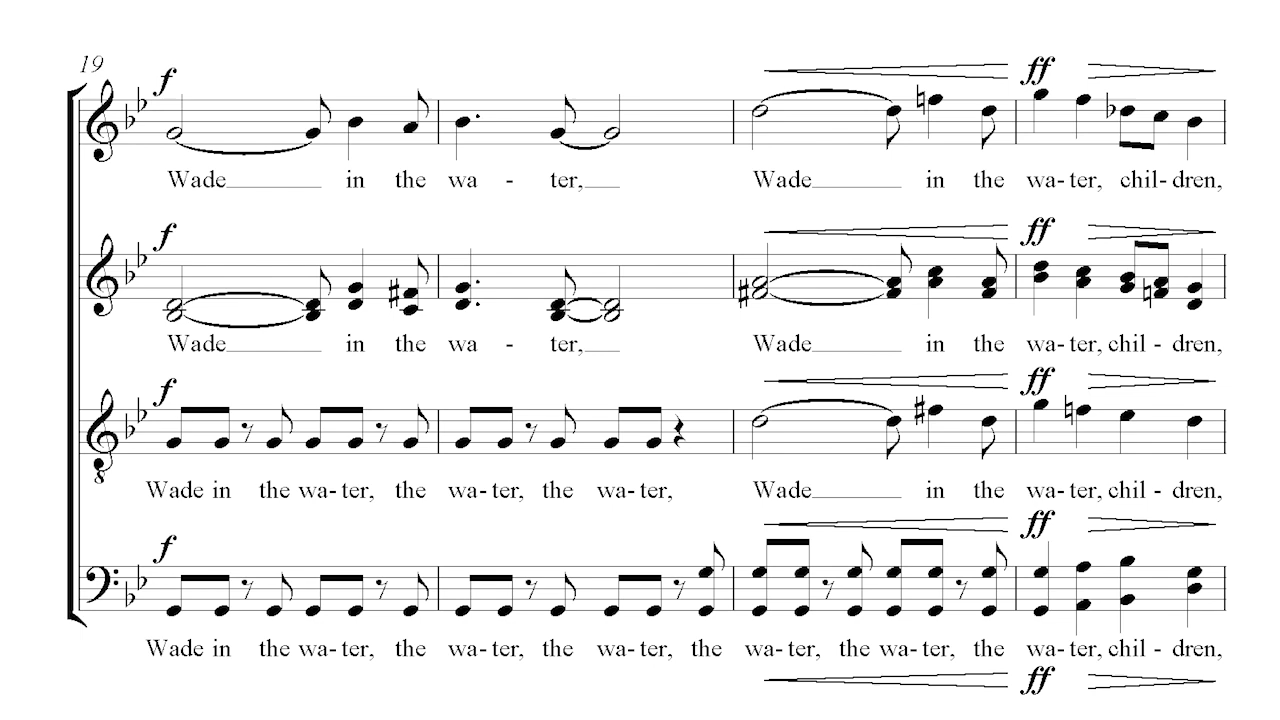 19
f
Wade in the wa - ter, Wade in the wa- ter, chil- dren,
ff
f
Wade in the wa - ter, Wade in the wa- ter, chil - dren,
ff
f
8
Wade in the wa- ter, the wa- ter, the wa- ter, Wade in the wa- ter, chil - dren,
ff
f
Wade in the wa- ter, the wa- ter, the wa- ter, the wa- ter, the wa- ter, the wa- ter, chil - dren,
ff
ff